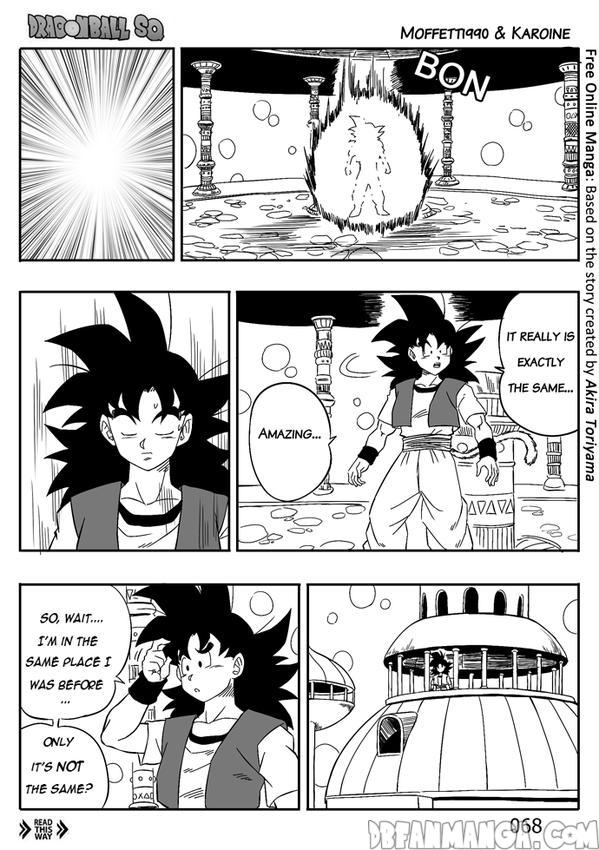 DRAGONBALL SQ
MOFFETT1990 & KAROINE
Free Online Manga: Based on the story created by Akira Toriyama
BON
AMAZING...
IT REALLY IS
EXACTLY
THE SAME...
SO, WAIT....
I'M IN THE
SAME PLACE I
WAS BEFORE
...
ONLY
IT'S NOT
THE SAME?
READ
THIS
WAY
068
DBFANMANGA.COM